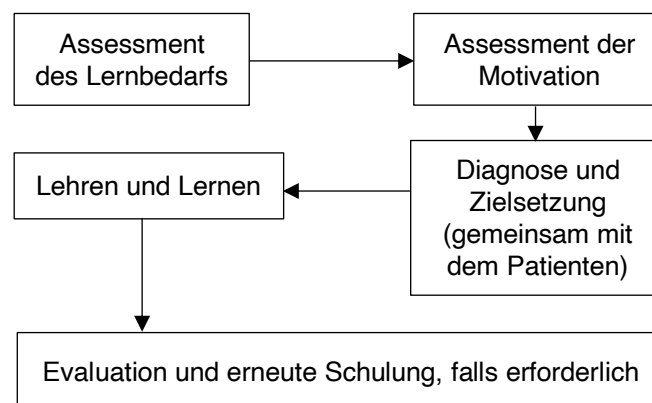 Assessment
des Lernbedarfs
Assessment der
Motivation
Diagnose und
Zielsetzung
(gemeinsam mit
dem Patienten)
Lehren und Lernen
Evaluation und erneute Schulung, falls erforderlich